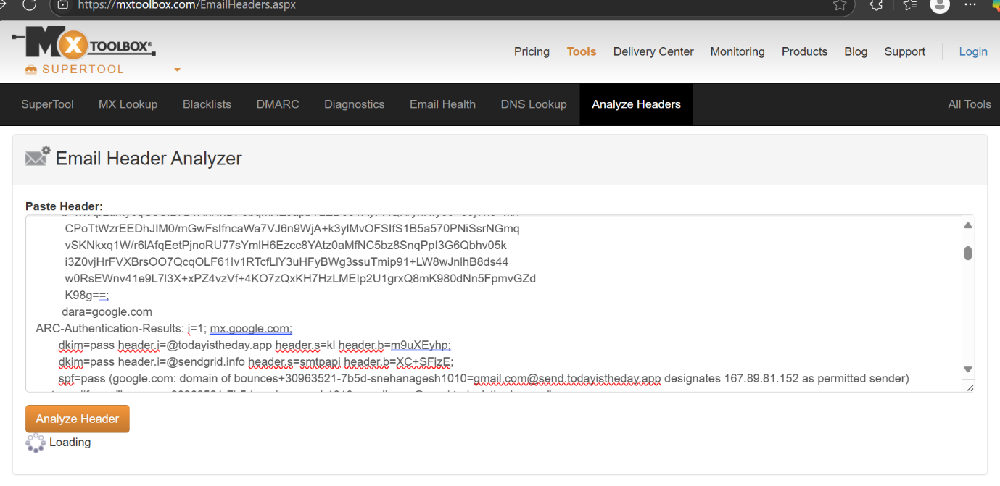 https://mxtoolbox.com/EmailHeaders.aspx
MX TOOLBOX®
SUPERTOOL
Pricing Tools Delivery Center Monitoring Products Blog Support Login
SuperTool MX Lookup Blacklists DMARC Diagnostics Email Health DNS Lookup Analyze Headers All Tools
Email Header Analyzer
Paste Header:
CPoTtWzrEEDhJIM0/mGwFsIfncaWa7VJ6n9WjA+k3yIMvOFSIfS1B5a570PNiSsrNGmq
vSKNkxq1W/r6lAfqEetPjnoRU77sYmlH6Ezcc8YAtz0aMfNC5bz8SnqPpI3G6Qbhv05k
i3Z0vjHrFVXBrsOO7QcqOLF61Iv1RTcfLlY3uHFyBWg3ssuTmip91+LW8wJnlhB8ds44
w0RsEWnv41e9L7l3X+xPZ4vzVf+4KO7zQxKH7HzLMEIp2U1grxQ8mK980dNn5FpmvGZd
K98g==;
dara=google.com
ARC-Authentication-Results: i=1; mx.google.com;
dkim=pass header.i=@todayistheday.app header.s=kl header.b=m9uXEyhp;
dkim=pass header.i=@sendgrid.info header.s=smtpapi header.b=XC+SFizE;
spf=pass (google.com: domain of bounces+30963521-7b5d-snehanagesh1010=gmail.com@send.todayistheday.app designates 167.89.81.152 as permitted sender)
Analyze Header
Loading